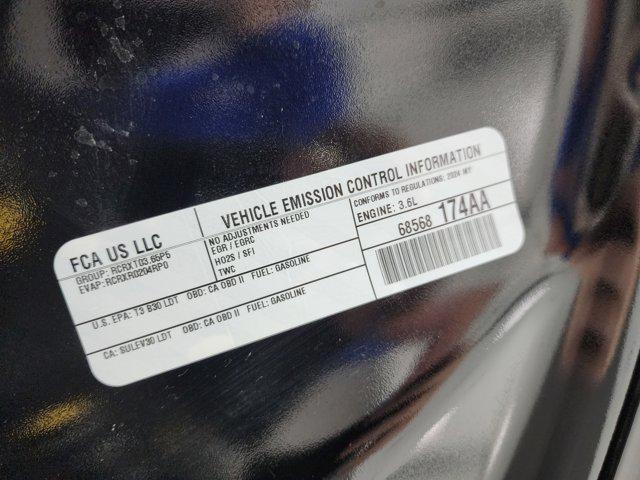 FCA US LLC
GROUP: RCRXT03.65P5
EVAP: RCRXR0204RP0
VEHICLE EMISSION CONTROL INFORMATION
NO ADJUSTMENTS NEEDED
EGR / EGRC
HO2S / SFI
TWC
CONFORMS TO REGULATIONS: 2024 MY
ENGINE: 3.6L
68568 174AA
U.S. EPA: T3 B30 LDT OBD: CA OBD II FUEL: GASOLINE
CA: SULEV30 LDT OBD: CA OBD II FUEL: GASOLINE